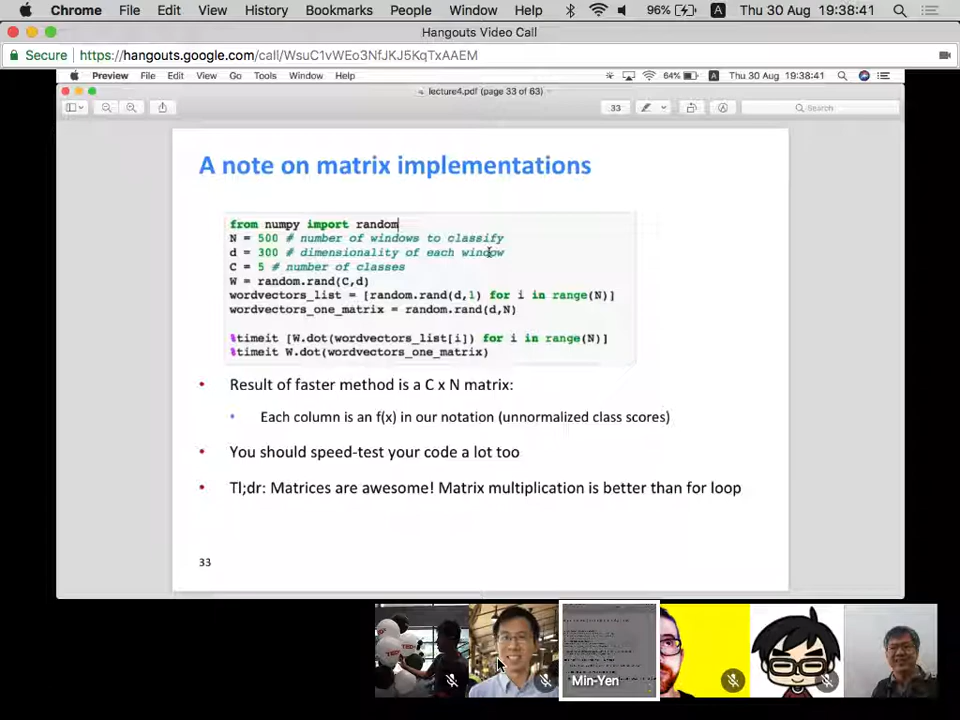 Chrome File Edit View History Bookmarks People Window Help 96% A Thu 30 Aug 19:38:41
Hangouts Video Call
Secure https://hangouts.google.com/call/WsuC1vWEo3NfJKJ5KqTxAAEM
Preview File Edit View Go Tools Window Help 64% A Thu 30 Aug 19:38:41
lecture4.pdf (page 33 of 63)
33 Search
A note on matrix implementations
from numpy import random
N = 500 # number of windows to classify
d = 300 # dimensionality of each window
C = 5 # number of classes
W = random.rand(C,d)
wordvectors_list = [random.rand(d,1) for i in range(N)]
wordvectors_one_matrix = random.rand(d,N)
%timeit [W.dot(wordvectors_list[i]) for i in range(N)]
%timeit W.dot(wordvectors_one_matrix)
• Result of faster method is a C x N matrix:
• Each column is an f(x) in our notation (unnormalized class scores)
• You should speed-test your code a lot too
• Tl;dr: Matrices are awesome! Matrix multiplication is better than for loop
33
Min-Yen